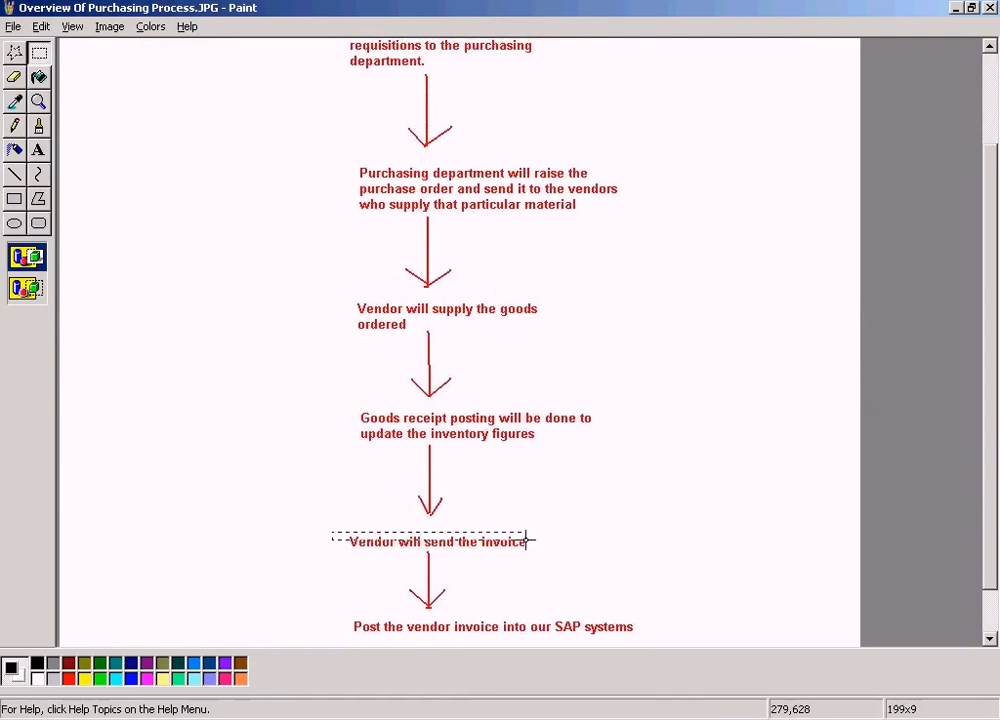 Overview Of Purchasing Process.JPG - Paint
File Edit View Image Colors Help
requisitions to the purchasing
department.
Purchasing department will raise the
purchase order and send it to the vendors
who supply that particular material
Vendor will supply the goods
ordered
Goods receipt posting will be done to
update the inventory figures
Vendor will send the invoice
Post the vendor invoice into our SAP systems
For Help, click Help Topics on the Help Menu.
279,628
199x9